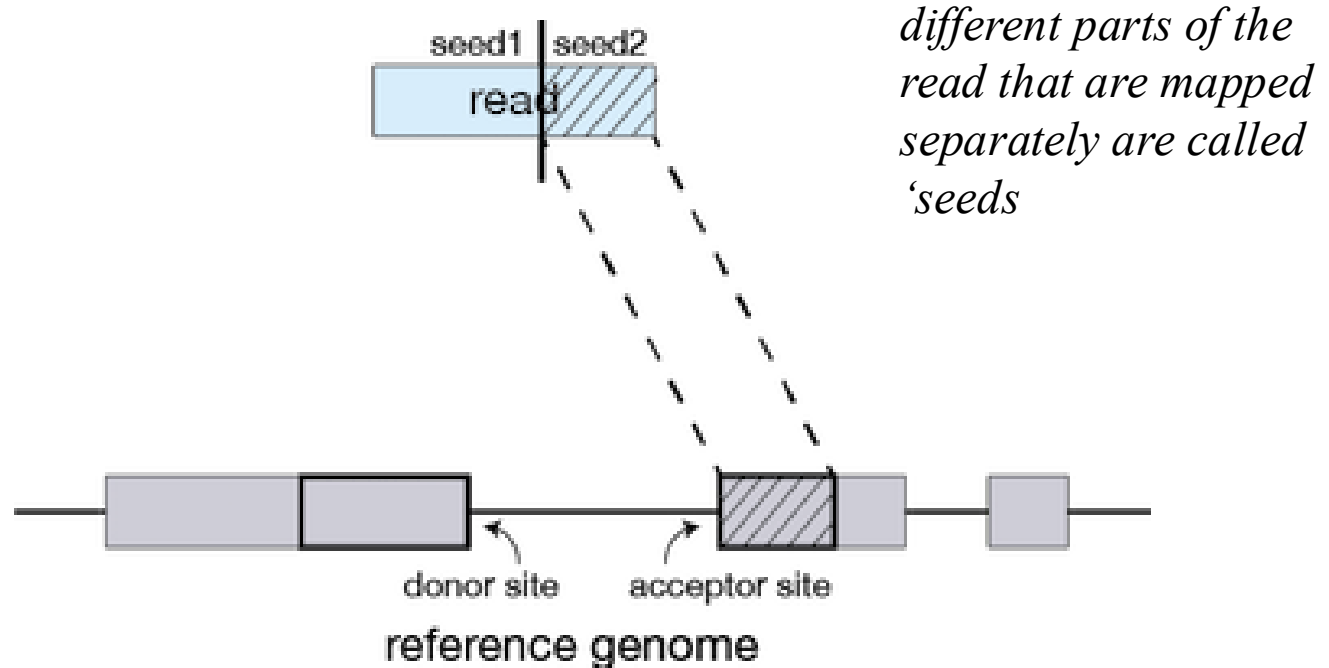 different parts of the
read that are mapped
separately are called
‘seeds
seed1 seed2
read
donor site acceptor site
reference genome